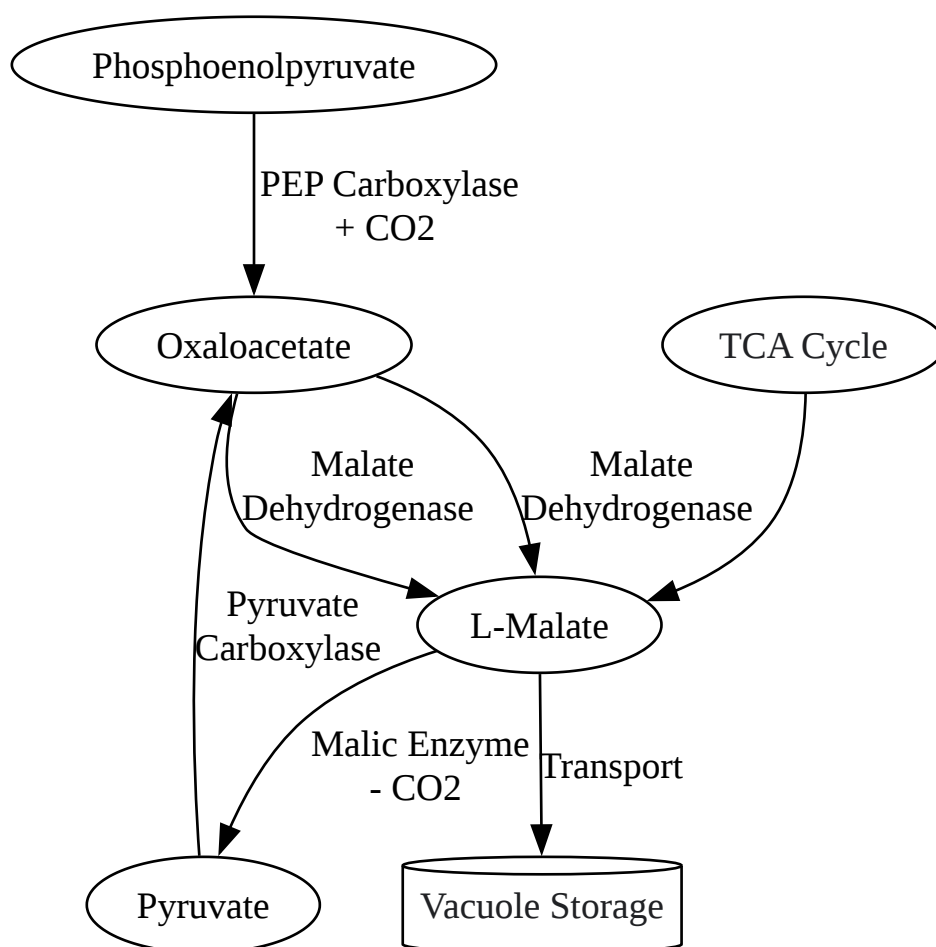 Phosphoenolpyruvate
PEP Carboxylase
+ CO2
Oxaloacetate
TCA Cycle
Malate
Dehydrogenase
Malate
Dehydrogenase
Pyruvate
Carboxylase
L-Malate
Malic Enzyme
- CO2
Transport
Pyruvate
Vacuole Storage